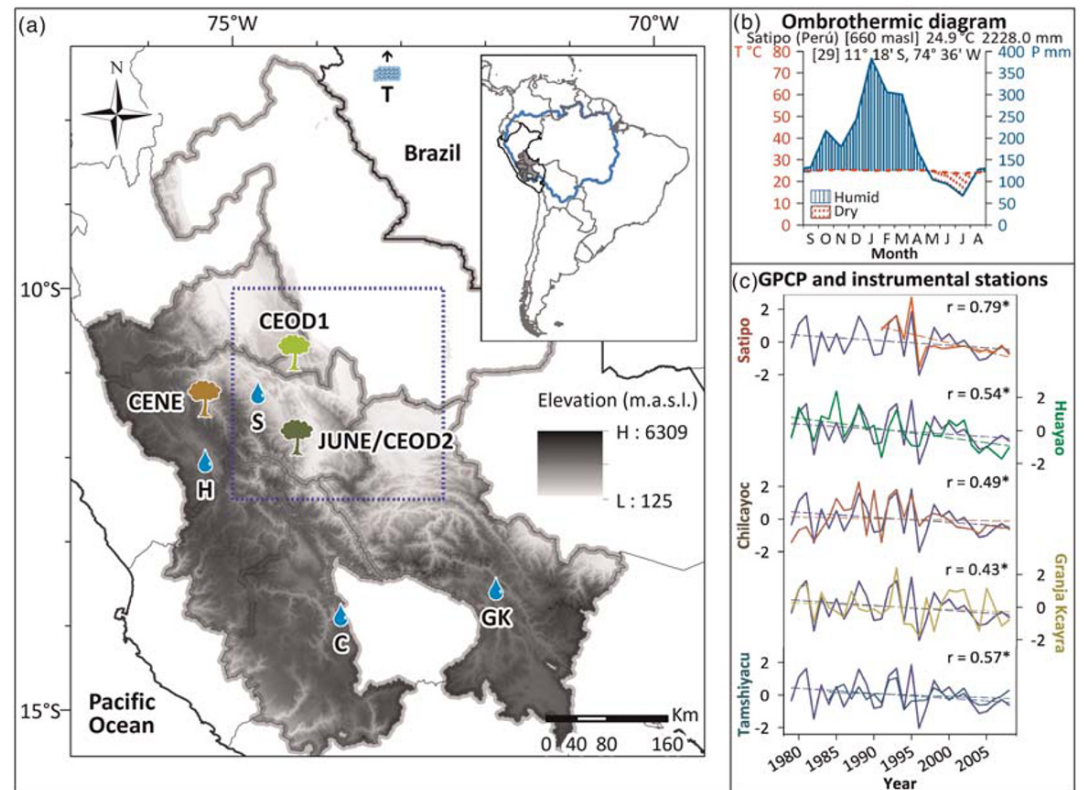 (a)
75°W
70°W
10°S
15°S
N
T
Brazil
CEOD1
CENE
S
JUNE/CEOD2
H
GK
C
Pacific
Ocean
Elevation (m.a.s.l.)
H : 6309
L : 125
Km
0 40 80 160
(b)
Ombrothermic diagram
Satipo (Perú) [660 masl] 24.9 °C 2228.0 mm
T °C [29] 11° 18' S, 74° 36' W P mm
80 400
70 350
60 300
50 250
40 200
30 150
20 100
10 50
0 0
Humid
Dry
S O N D J F M A M J J A
Month
(c) GPCP and instrumental stations
Satipo
2
0
-2
r = 0.79*
Huayao
2
0
-2
r = 0.54*
Chilcayoc
2
0
-2
r = 0.49*
Granja Kcayra
2
0
-2
r = 0.43*
Tamshiyacu
2
0
-2
r = 0.57*
1980 1985 1990 1995 2000 2005
Year